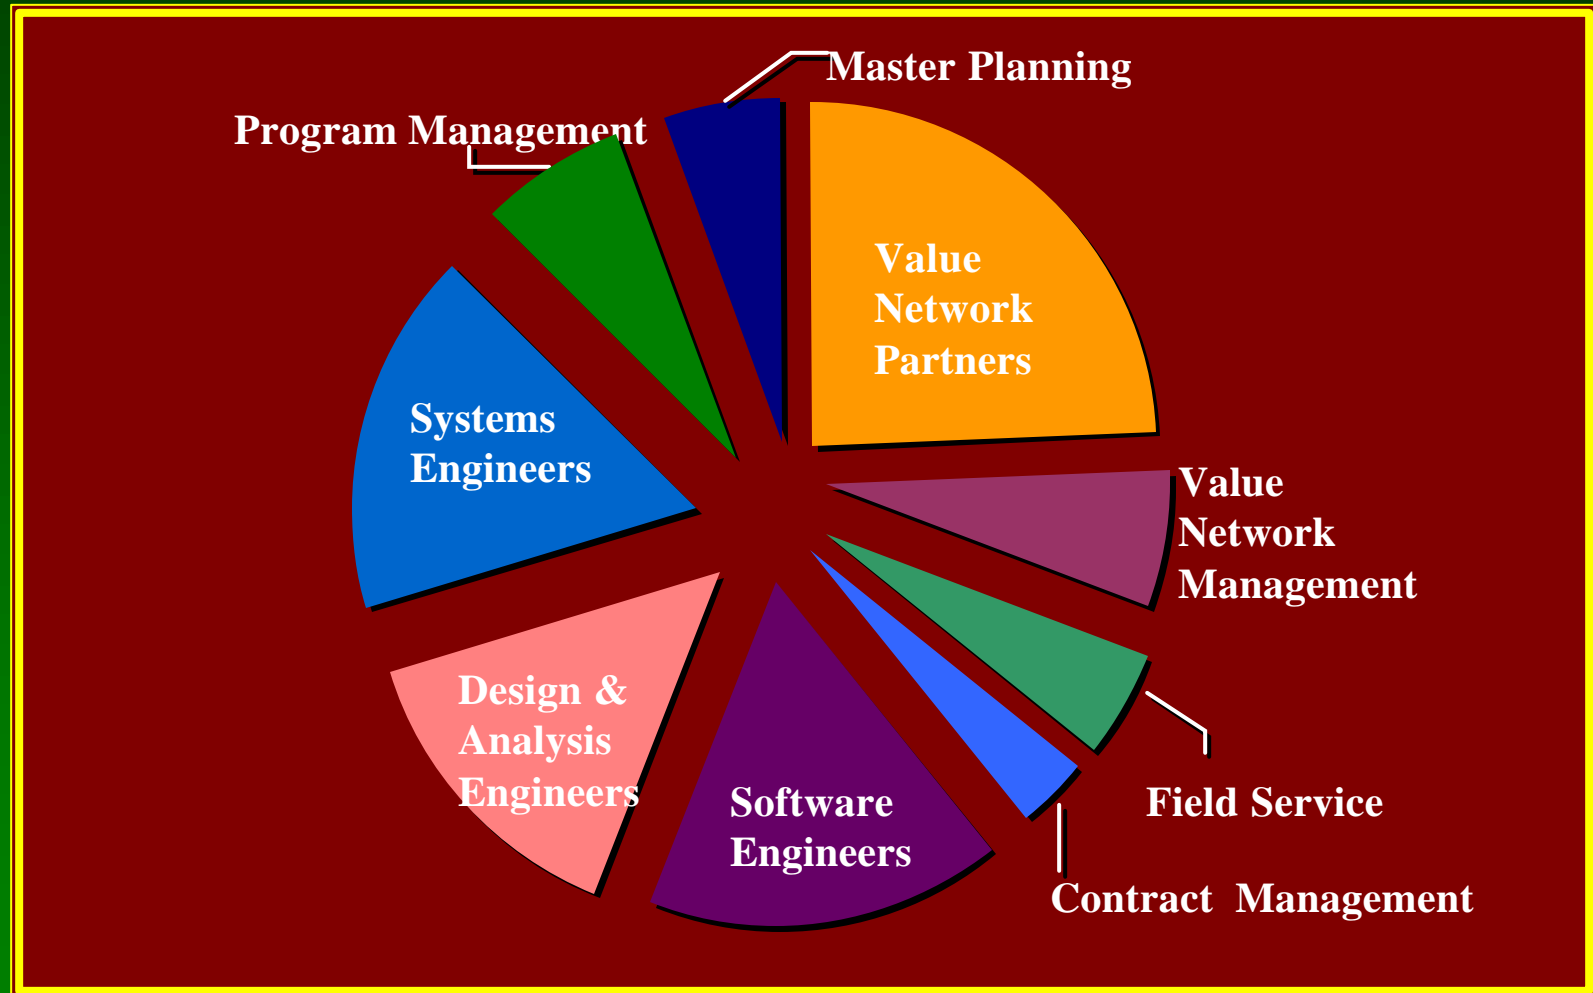 Master Planning
Program Management
Value
Network
Partners
Systems
Engineers
Value
Network
Management
Design &
Analysis
Engineers
Software
Engineers
Field Service
Contract  Management